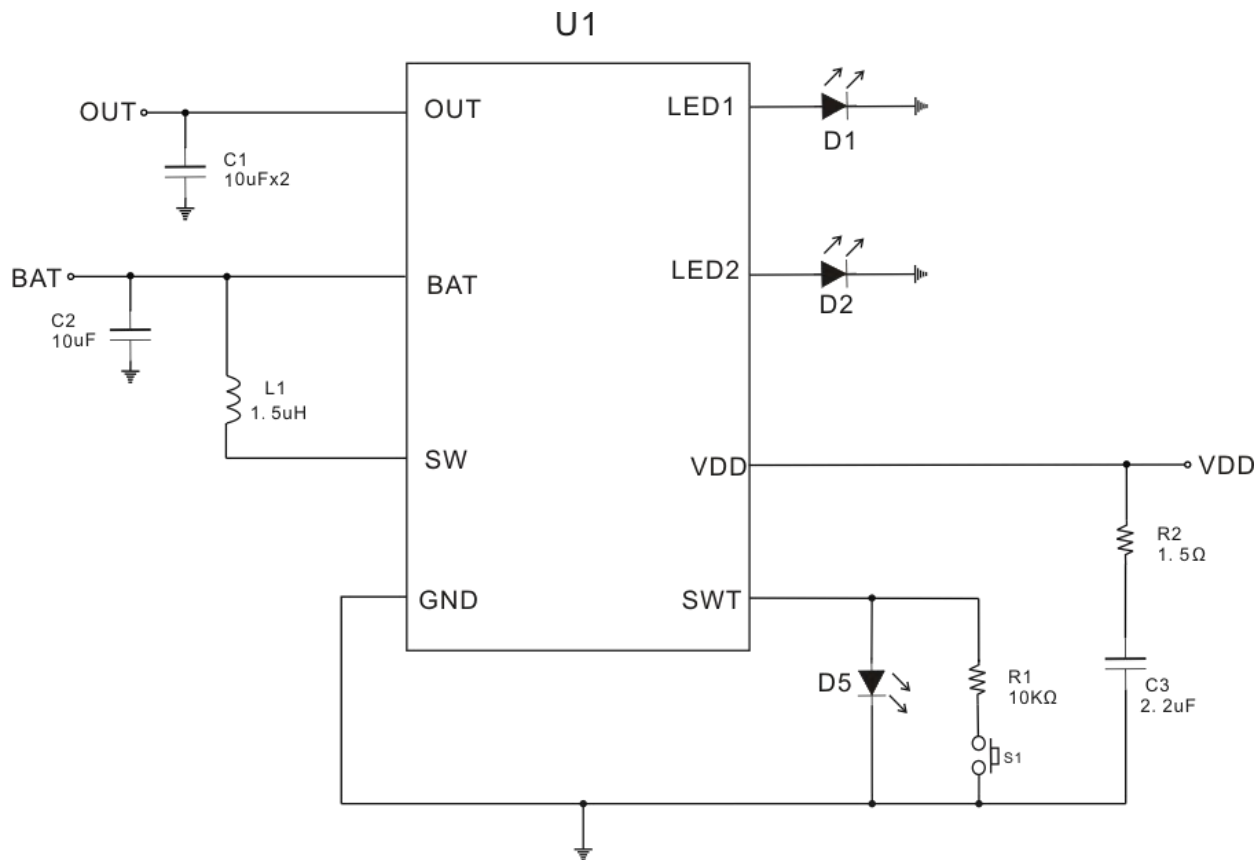 U1
OUT
OUT
LED1
D1
C1
10uFx2
BAT
BAT
LED2
D2
C2
10uF
L1
1. 5uH
SW
VDD
VDD
R2
1. 5Ω
GND
SWT
D5
R1
10KΩ
C3
2. 2uF
S1